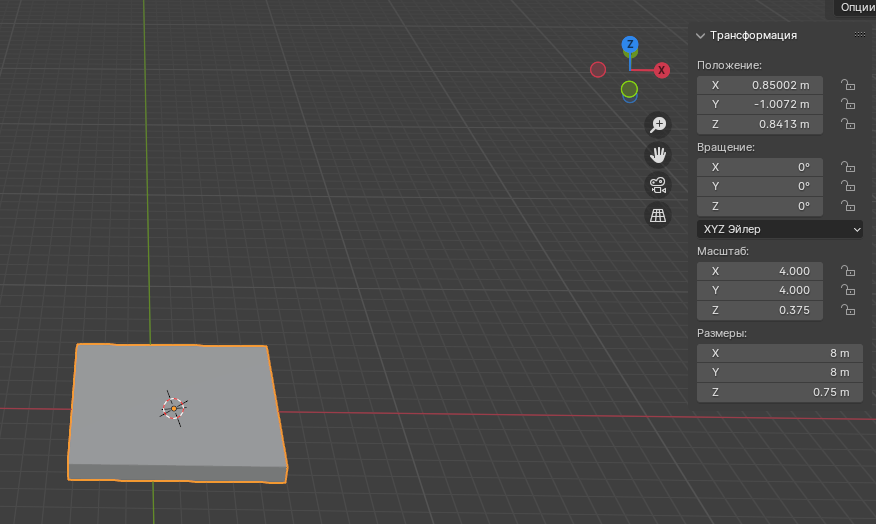 Опции
Трансформация
Z
X
Положение:
X 0.85002 m
Y -1.0072 m
Z 0.8413 m
Вращение:
X 0°
Y 0°
Z 0°
XYZ Эйлер
Масштаб:
X 4.000
Y 4.000
Z 0.375
Размеры:
X 8 m
Y 8 m
Z 0.75 m